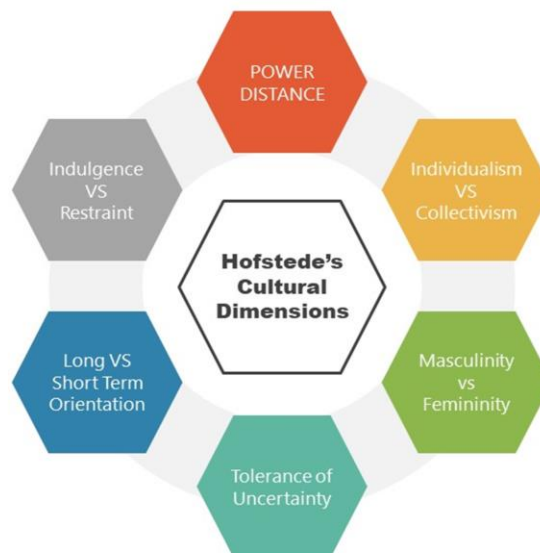 POWER
DISTANCE
Individualism
VS
Collectivism
Masculinity
vs
Femininity
Tolerance of
Uncertainty
Long VS
Short Term
Orientation
Indulgence
VS
Restraint
Hofstede's
Cultural
Dimensions